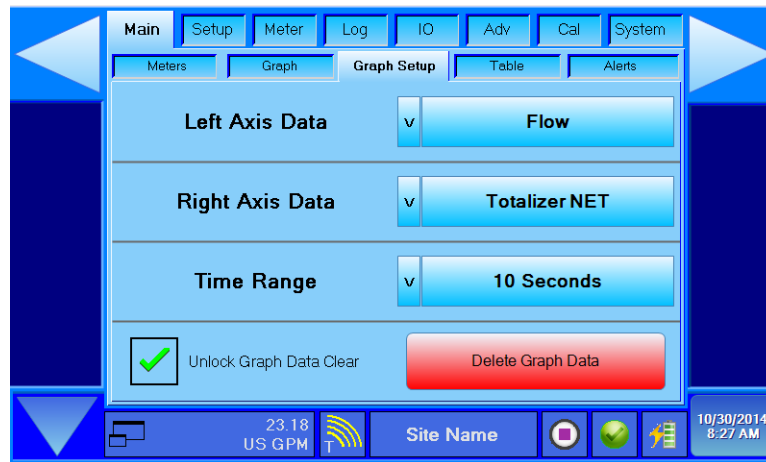 Main Setup Meter Log IO Adv Cal System
Meters Graph Graph Setup Table Alerts
Left Axis Data v Flow
Right Axis Data v Totalizer NET
Time Range v 10 Seconds
Unlock Graph Data Clear Delete Graph Data
23.18
US GPM T Site Name
10/30/2014
8:27 AM